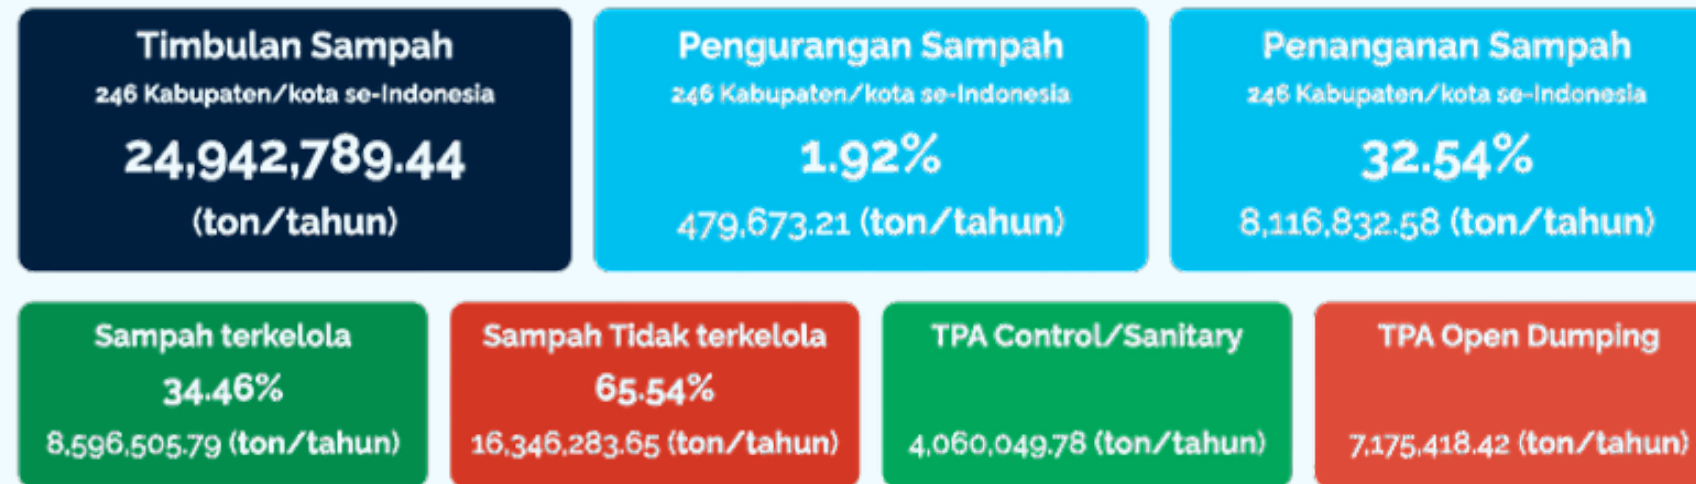 Timbulan Sampah
246 Kabupaten/kota se-Indonesia
24,942,789.44
(ton/tahun)
Pengurangan Sampah
246 Kabupaten/kota se-Indonesia
1.92%
479,673.21 (ton/tahun)
Penanganan Sampah
246 Kabupaten/kota se-Indonesia
32.54%
8,116,832.58 (ton/tahun)
Sampah terkelola
34.46%
8,596,505.79 (ton/tahun)
Sampah Tidak terkelola
65.54%
16,346,283.65 (ton/tahun)
TPA Control/Sanitary
4,060,049.78 (ton/tahun)
TPA Open Dumping
7,175,418.42 (ton/tahun)